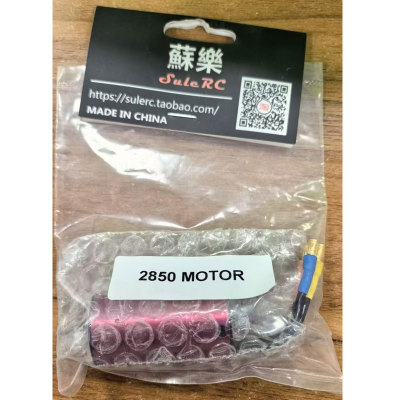 蘇樂
SuleRC
https://sulerc.taobao.com/
MADE IN CHINA
2850 MOTOR